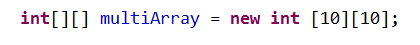 int[][] multiArray = new int [10][10];